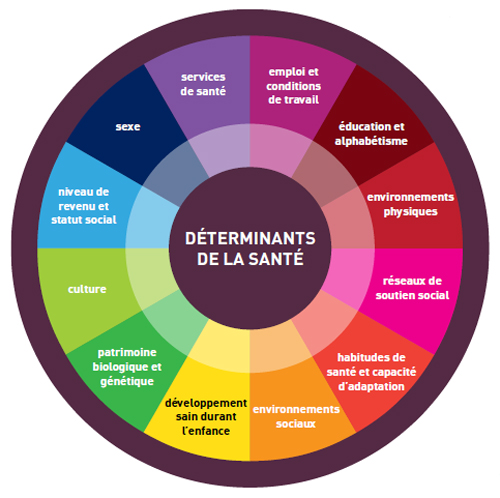 DÉTERMINANTS
DE LA SANTÉ
services
de santé
emploi et
conditions
de travail
éducation et
alphabétisme
environnements
physiques
réseaux de
soutien social
habitudes de
santé et capacité
d'adaptation
environnements
sociaux
développement
sain durant
l'enfance
patrimoine
biologique et
génétique
culture
niveau de
revenu et
statut social
sexe